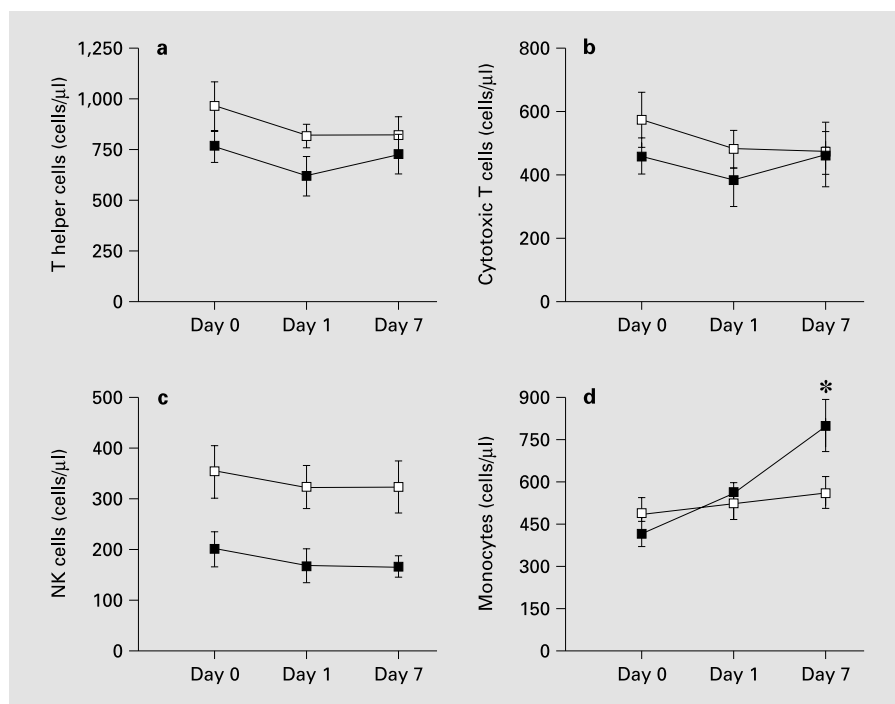 a
T helper cells (cells/µl)
1,250
1,000
750
500
250
0
Day 0 Day 1 Day 7
b
Cytotoxic T cells (cells/µl)
800
600
400
200
0
Day 0 Day 1 Day 7
c
NK cells (cells/µl)
500
400
300
200
100
0
Day 0 Day 1 Day 7
d
Monocytes (cells/µl)
900
750
600
450
300
150
0
*
Day 0 Day 1 Day 7